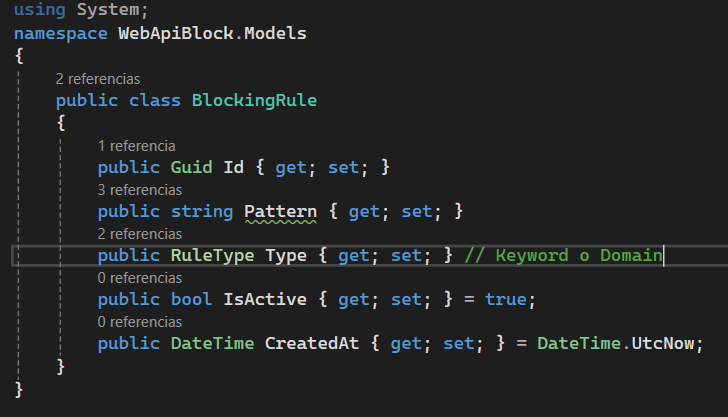 using System;
namespace WebApiBlock.Models
{
2 referencias
public class BlockingRule
{
1 referencia
public Guid Id { get; set; }
3 referencias
public string Pattern { get; set; }
2 referencias
public RuleType Type { get; set; } // Keyword o Domain
0 referencias
public bool IsActive { get; set; } = true;
0 referencias
public DateTime CreatedAt { get; set; } = DateTime.UtcNow;
}
}